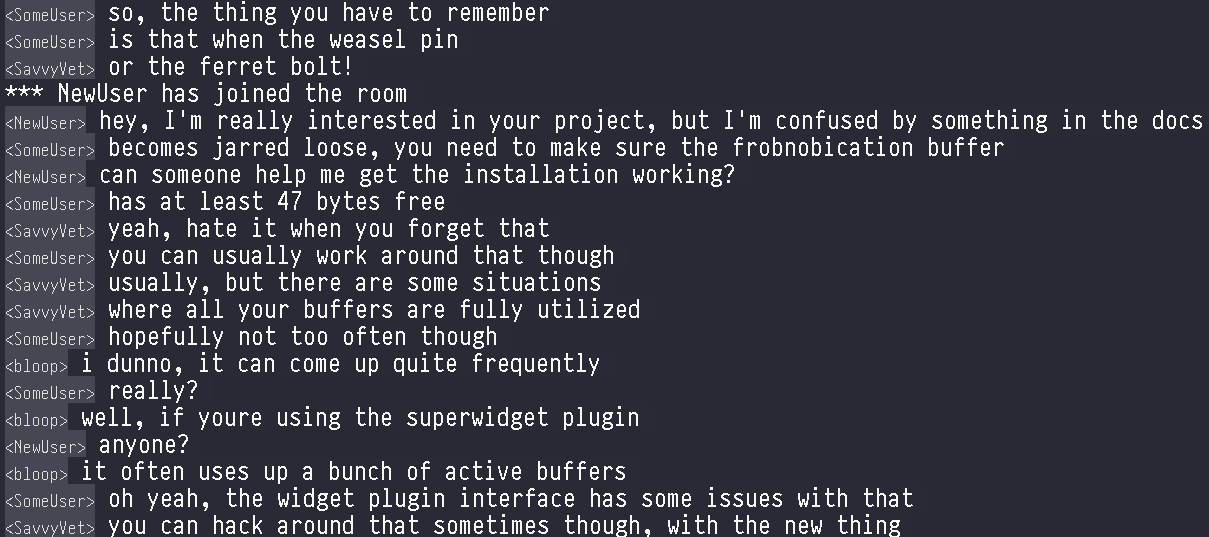 <SomeUser> so, the thing you have to remember
<SomeUser> is that when the weasel pin
<SavvyVet> or the ferret bolt!
*** NewUser has joined the room
<NewUser> hey, I'm really interested in your project, but I'm confused by something in the docs
<SomeUser> becomes jarred loose, you need to make sure the frobnobication buffer
<NewUser> can someone help me get the installation working?
<SomeUser> has at least 47 bytes free
<SavvyVet> yeah, hate it when you forget that
<SomeUser> you can usually work around that though
<SavvyVet> usually, but there are some situations
<SavvyVet> where all your buffers are fully utilized
<SomeUser> hopefully not too often though
<bloop> i dunno, it can come up quite frequently
<SomeUser> really?
<bloop> well, if youre using the superwidget plugin
<NewUser> anyone?
<bloop> it often uses up a bunch of active buffers
<SomeUser> oh yeah, the widget plugin interface has some issues with that
<SavvyVet> you can hack around that sometimes though, with the new thing